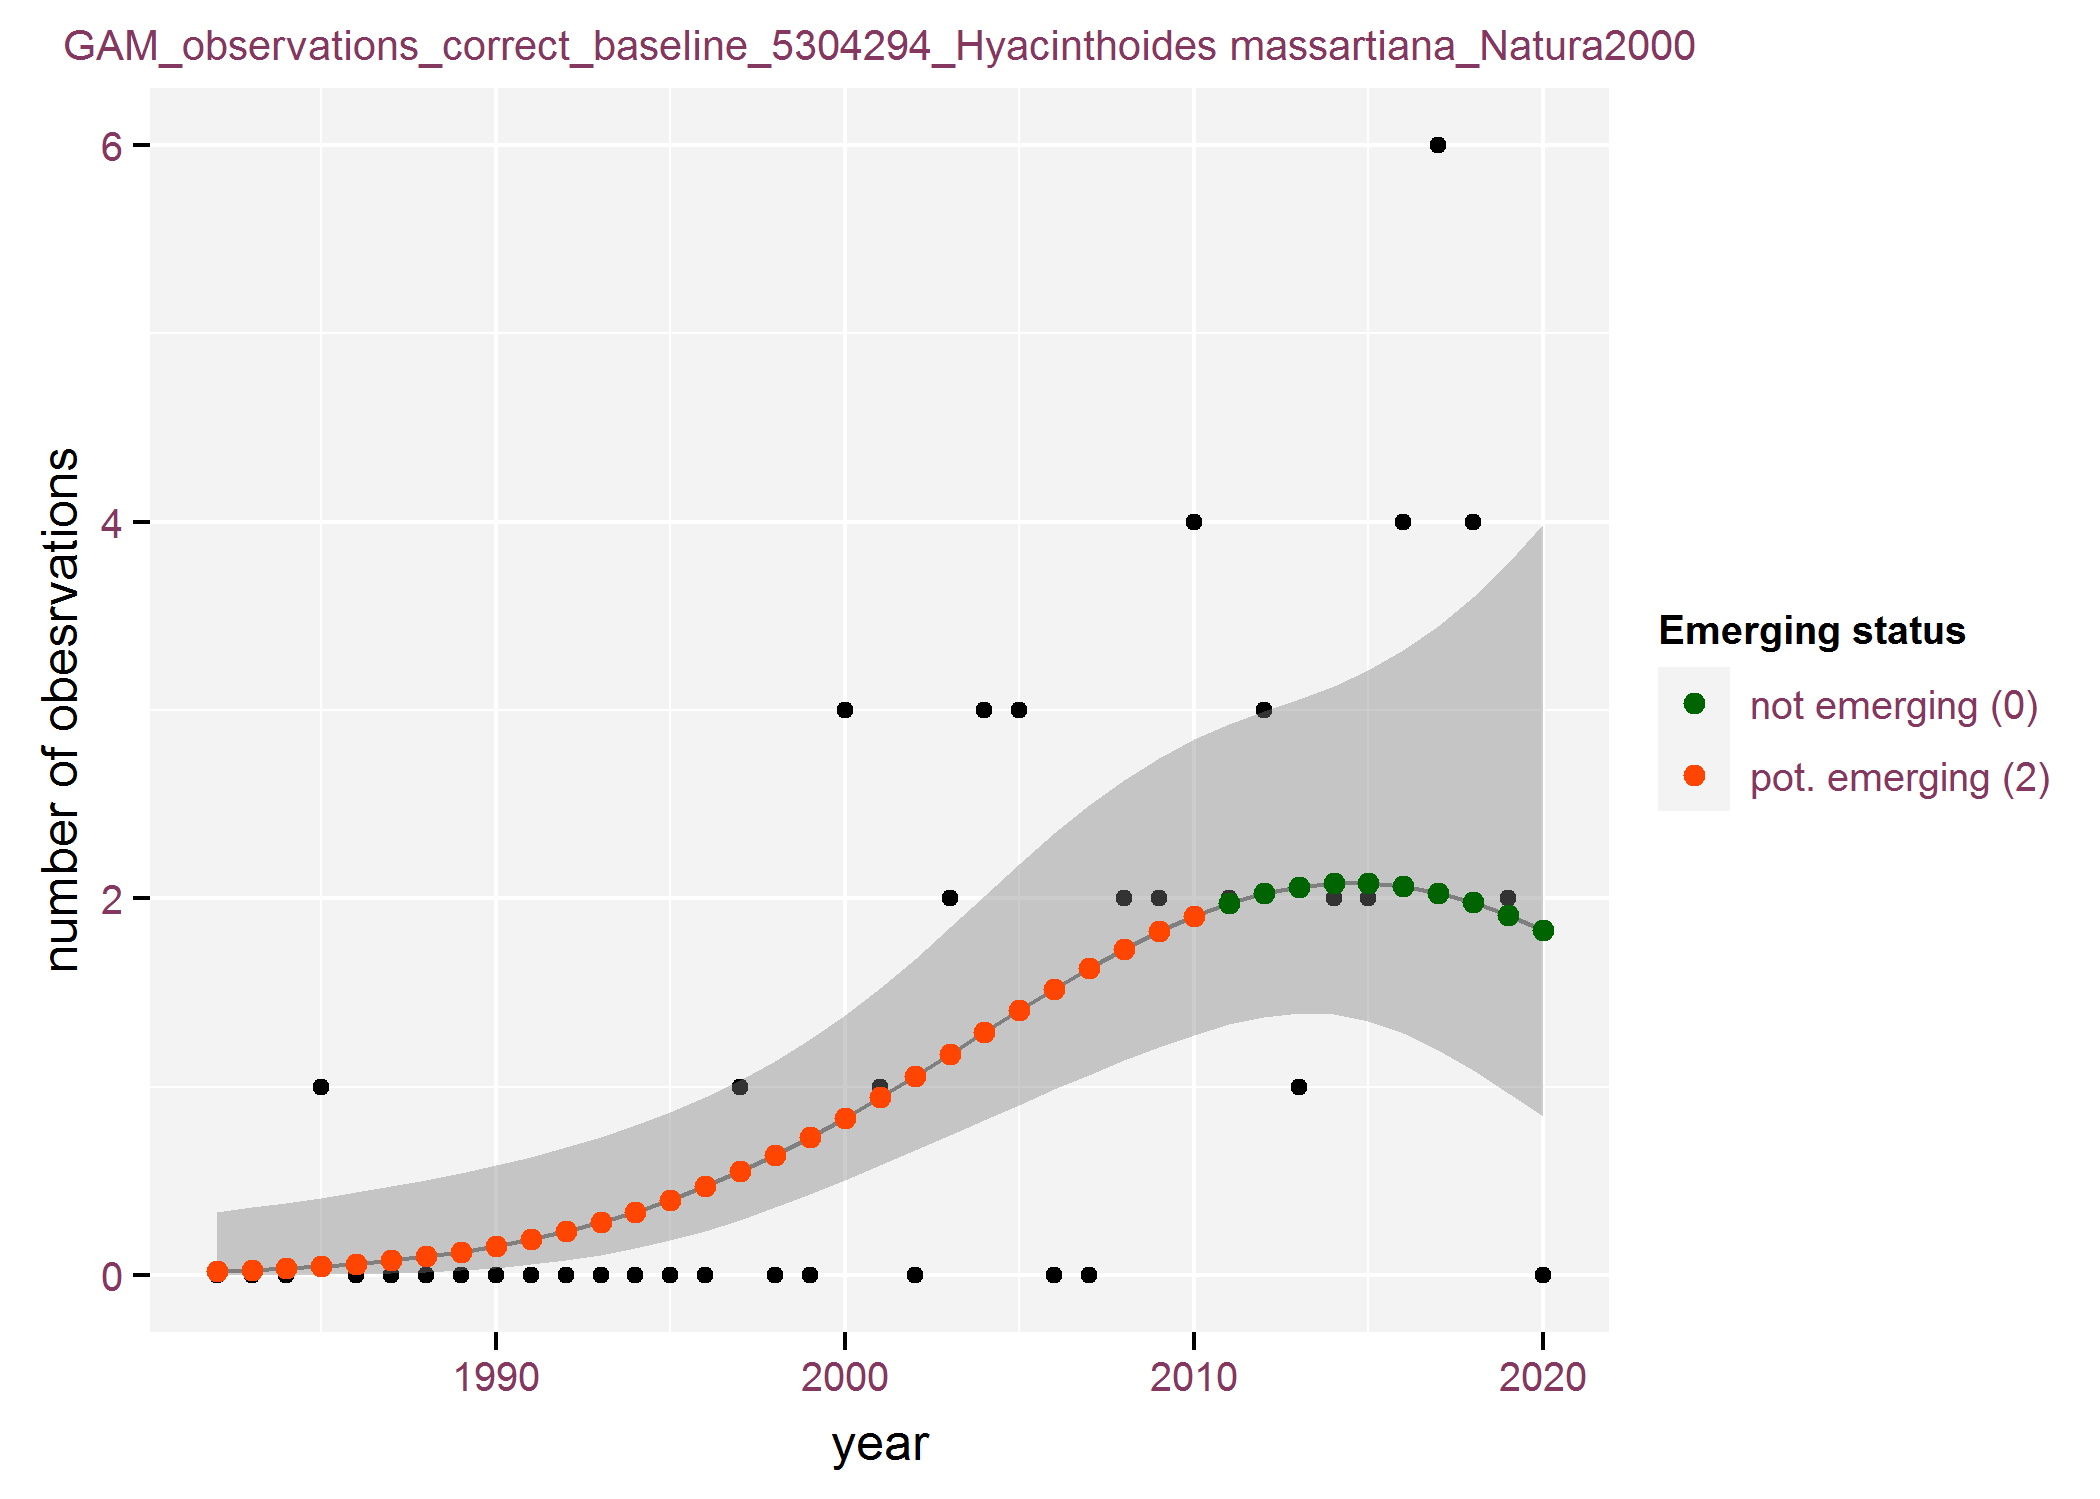 GAM_observations_correct_baseline_5304294_Hyacinthoides massartiana_Natura2000
6
4
2
0
number of obesrvations
1990 2000 2010 2020
year
Emerging status
not emerging (0)
pot. emerging (2)